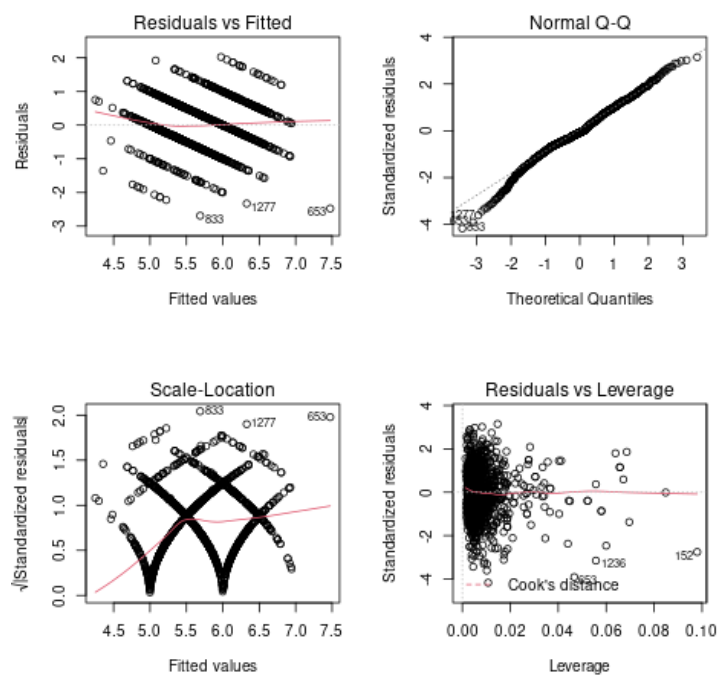 Residuals vs Fitted
Residuals
2
1
0
-1
-2
-3
833
1277
653
4.5 5.0 5.5 6.0 6.5 7.0 7.5
Fitted values
Normal Q-Q
Standardized residuals
4
2
0
-2
-4
1277
833
-3 -2 -1 0 1 2 3
Theoretical Quantiles
Scale-Location
√|Standardized residuals|
2.0
1.5
1.0
0.5
0.0
833
1277
653
4.5 5.0 5.5 6.0 6.5 7.0 7.5
Fitted values
Residuals vs Leverage
Standardized residuals
4
2
0
-2
-4
1236
152
653
Cook's distance
0.00 0.02 0.04 0.06 0.08 0.10
Leverage